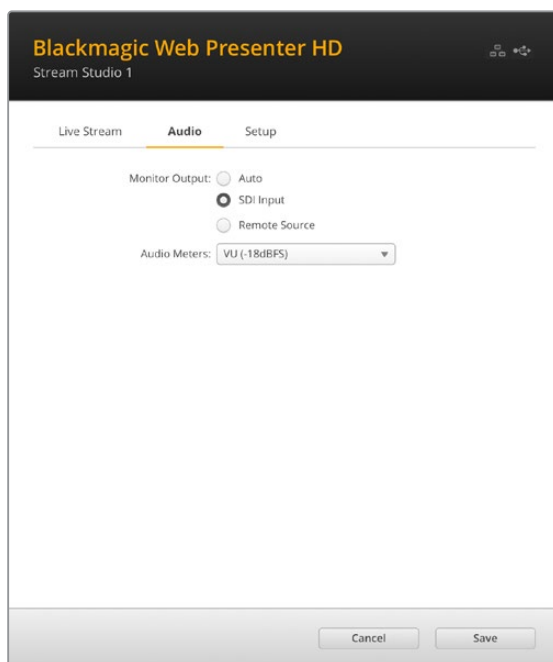 Blackmagic Web Presenter HD
Stream Studio 1
Live Stream Audio Setup
Monitor Output: Auto
SDI Input
Remote Source
Audio Meters: VU (-18dBFS)
Cancel Save